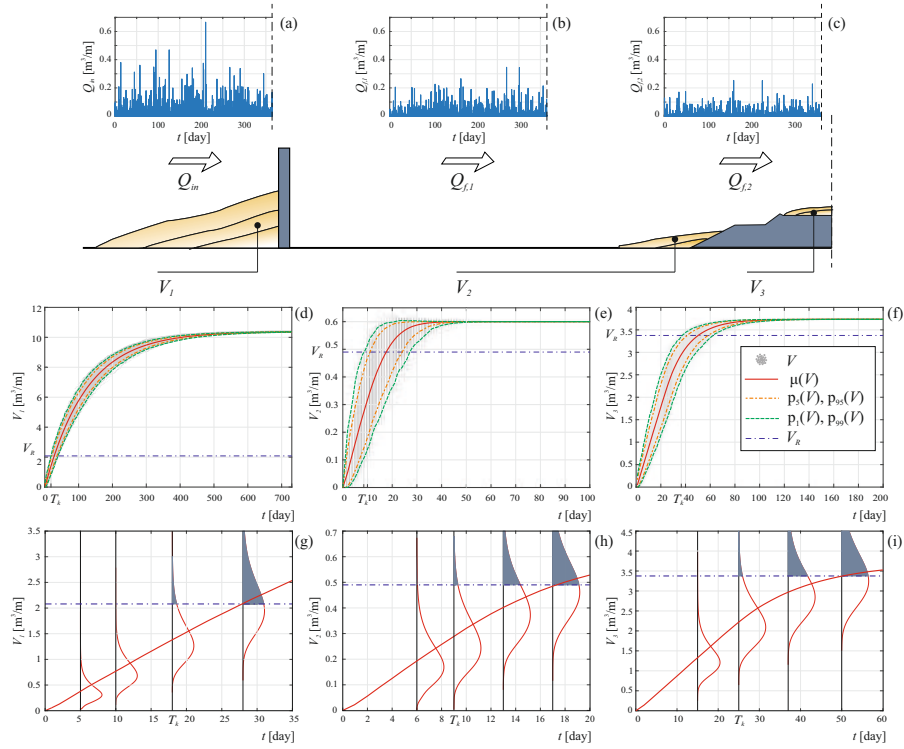 (a) (b) (c)
0.6 0.6 0.6
0.4 0.4 0.4
0.2 0.2 0.2
0 0 0
Q_in [m³/m] Q_f,1 [m³/m] Q_f,2 [m³/m]
0 100 200 300 0 100 200 300 0 100 200 300
t [day] t [day] t [day]
Q_in Q_f,1 Q_f,2
V_1 V_2 V_3
(d) (e) (f)
12 10 8 6 4 2 0
V_R
V_1 [m³/m]
0 T_k 100 200 300 400 500 600 700
t [day]
0.7 0.6 0.5 0.4 0.3 0.2 0.1 0
V_R
V_2 [m³/m]
0 T_k 10 20 30 40 50 60 70 80 90 100
t [day]
4 3.5 3 2.5 2 1.5 1 0.5 0
V_R
V_3 [m³/m]
0 20 T_k 40 60 80 100 120 140 160 180 200
t [day]
V
μ(V)
p₅(V), p₉₅(V)
p₁(V), p₉₉(V)
V_R
(g) (h) (i)
3.5 3 2.5 2 1.5 1 0.5 0
V_1 [m³/m]
0 5 10 15 T_k 20 25 30 35
t [day]
0.7 0.6 0.5 0.4 0.3 0.2 0.1 0
V_2 [m³/m]
0 2 4 6 8 T_k 10 12 14 16 18 20
t [day]
4.5 4 3.5 3 2.5 2 1.5 1 0.5 0
V_3 [m³/m]
0 10 20 T_k 30 40 50 60
t [day]